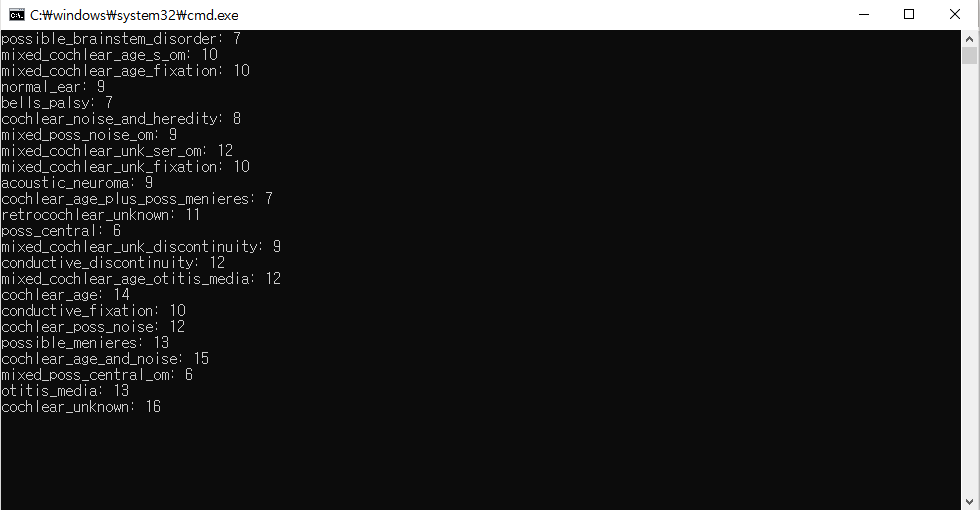 C:₩windows₩system32₩cmd.exe
possible_brainstem_disorder: 7
mixed_cochlear_age_s_om: 10
mixed_cochlear_age_fixation: 10
normal_ear: 9
bells_palsy: 7
cochlear_noise_and_heredity: 8
mixed_poss_noise_om: 9
mixed_cochlear_unk_ser_om: 12
mixed_cochlear_unk_fixation: 10
acoustic_neuroma: 9
cochlear_age_plus_poss_menieres: 7
retrocochlear_unknown: 11
poss_central: 6
mixed_cochlear_unk_discontinuity: 9
conductive_discontinuity: 12
mixed_cochlear_age_otitis_media: 12
cochlear_age: 14
conductive_fixation: 10
cochlear_poss_noise: 12
possible_menieres: 13
cochlear_age_and_noise: 15
mixed_poss_central_om: 6
otitis_media: 13
cochlear_unknown: 16